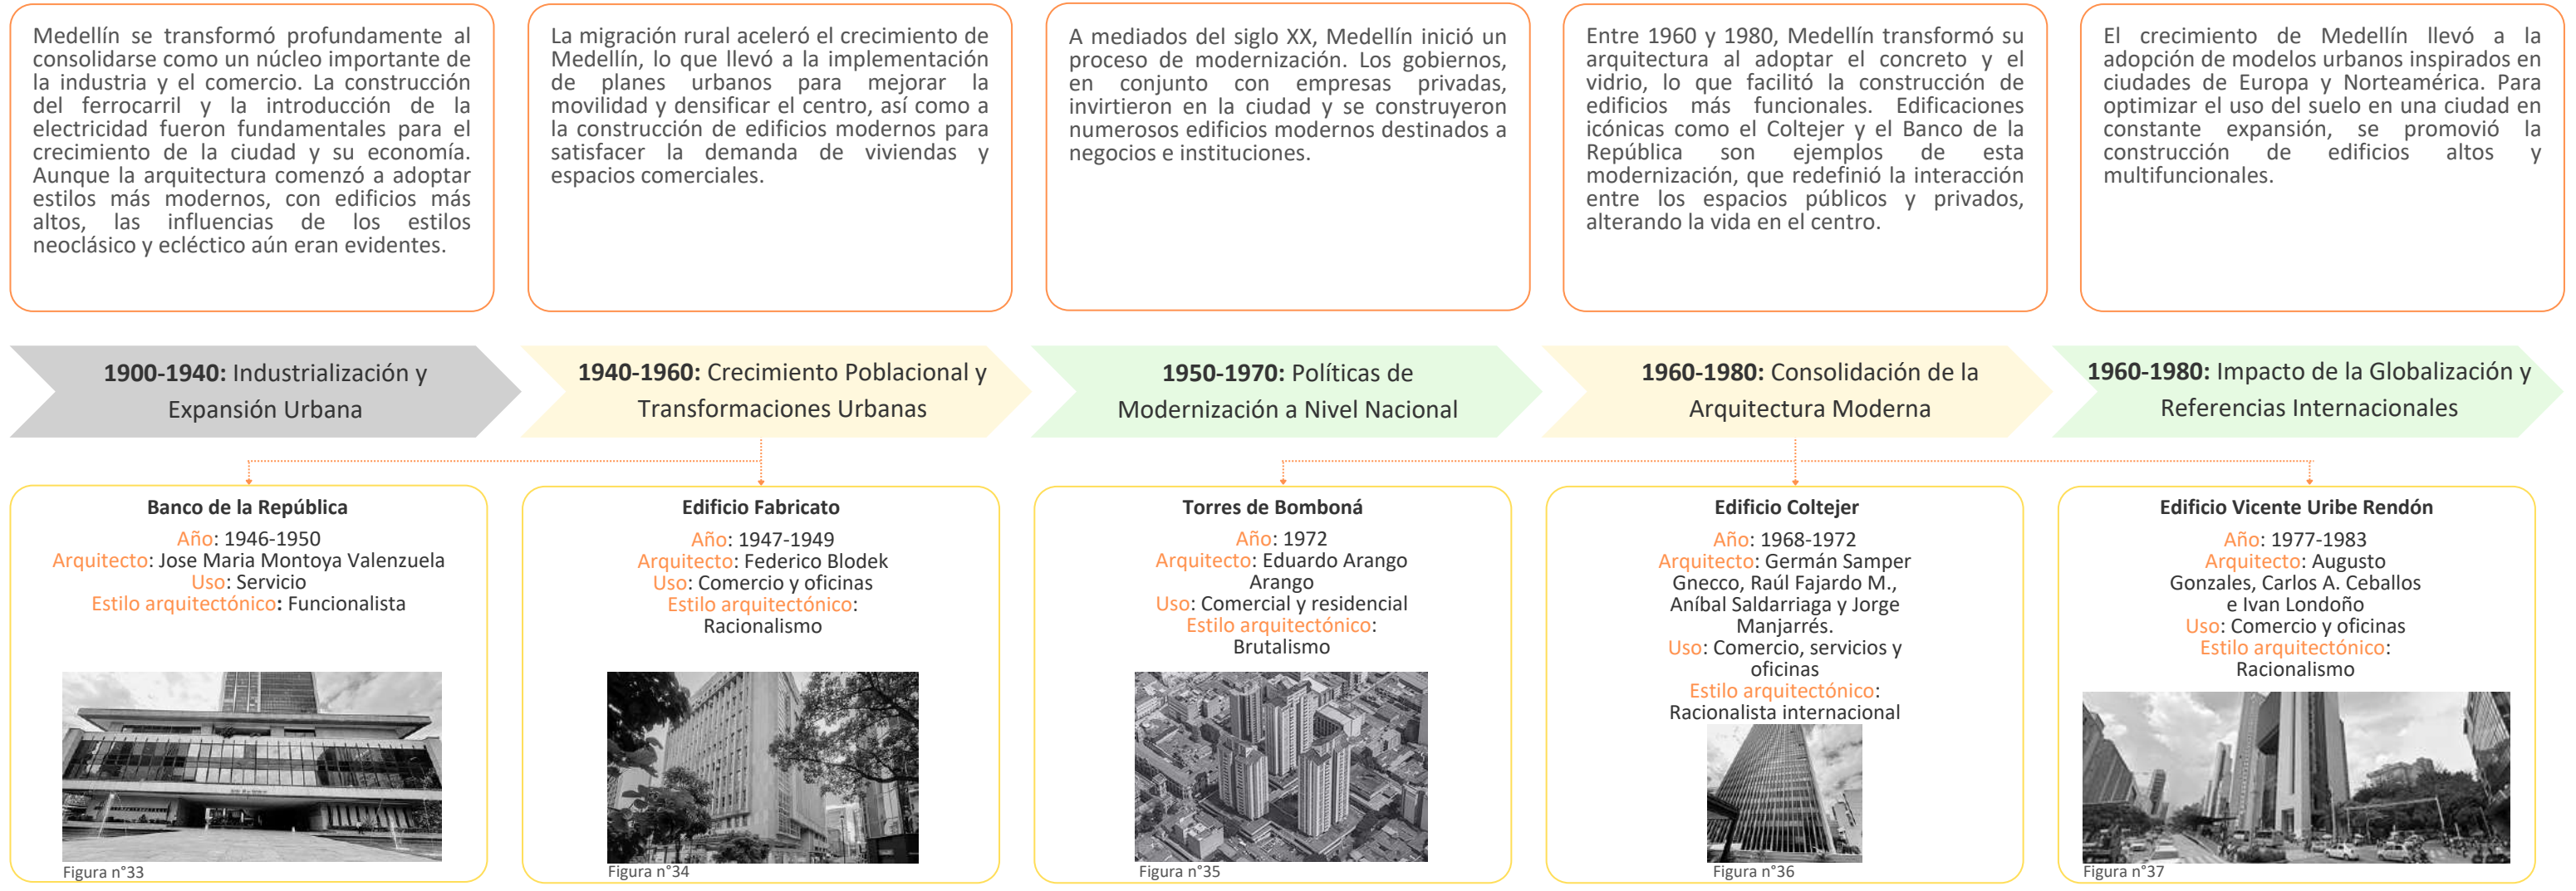 Medellín se transformó profundamente al
consolidarse como un núcleo importante de
la industria y el comercio. La construcción
del ferrocarril y la introducción de la
electricidad fueron fundamentales para el
crecimiento de la ciudad y su economía.
Aunque la arquitectura comenzó a adoptar
estilos más modernos, con edificios más
altos, las influencias de los estilos
neoclásico y ecléctico aún eran evidentes.
La migración rural aceleró el crecimiento de
Medellín, lo que llevó a la implementación
de planes urbanos para mejorar la
movilidad y densificar el centro, así como a
la construcción de edificios modernos para
satisfacer la demanda de viviendas y
espacios comerciales.
A mediados del siglo XX, Medellín inició un
proceso de modernización. Los gobiernos,
en conjunto con empresas privadas,
invirtieron en la ciudad y se construyeron
numerosos edificios modernos destinados a
negocios e instituciones.
Entre 1960 y 1980, Medellín transformó su
arquitectura al adoptar el concreto y el
vidrio, lo que facilitó la construcción de
edificios más funcionales. Edificaciones
icónicas como el Coltejer y el Banco de la
República son ejemplos de esta
modernización, que redefinió la interacción
entre los espacios públicos y privados,
alterando la vida en el centro.
El crecimiento de Medellín llevó a la
adopción de modelos urbanos inspirados en
ciudades de Europa y Norteamérica. Para
optimizar el uso del suelo en una ciudad en
constante expansión, se promovió la
construcción de edificios altos y
multifuncionales.
1900-1940: Industrialización y
Expansión Urbana
1940-1960: Crecimiento Poblacional y
Transformaciones Urbanas
1950-1970: Políticas de
Modernización a Nivel Nacional
1960-1980: Consolidación de la
Arquitectura Moderna
1960-1980: Impacto de la Globalización y
Referencias Internacionales
Banco de la República
Año: 1946-1950
Arquitecto: Jose Maria Montoya Valenzuela
Uso: Servicio
Estilo arquitectónico: Funcionalista
Figura n°33
Edificio Fabricato
Año: 1947-1949
Arquitecto: Federico Blodek
Uso: Comercio y oficinas
Estilo arquitectónico:
Racionalismo
Figura n°34
Torres de Bomboná
Año: 1972
Arquitecto: Eduardo Arango
Arango
Uso: Comercial y residencial
Estilo arquitectónico:
Brutalismo
Figura n°35
Edificio Coltejer
Año: 1968-1972
Arquitecto: Germán Samper
Gnecco, Raúl Fajardo M.,
Aníbal Saldarriaga y Jorge
Manjarrés.
Uso: Comercio, servicios y
oficinas
Estilo arquitectónico:
Racionalista internacional
Figura n°36
Edificio Vicente Uribe Rendón
Año: 1977-1983
Arquitecto: Augusto
Gonzales, Carlos A. Ceballos
e Ivan Londoño
Uso: Comercio y oficinas
Estilo arquitectónico:
Racionalismo
Figura n°37